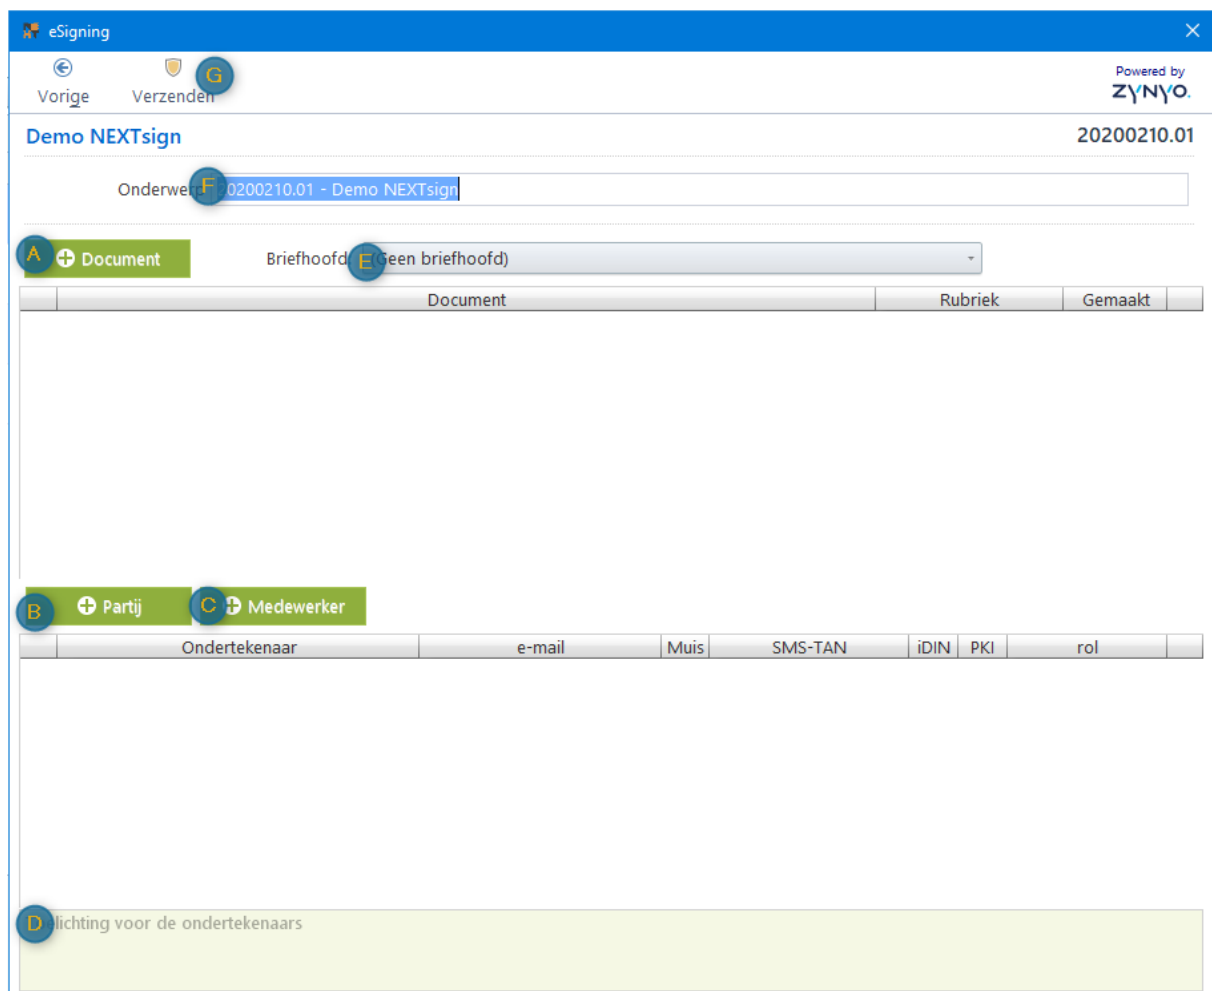 eSigning
Vorige Verzenden G
Powered by
ZYNYO.
Demo NEXTsign 20200210.01
Onderwerp F 20200210.01 - Demo NEXTsign
A Document Briefhoofd E (Geen briefhoofd)
Document Rubriek Gemaakt
B Partij C Medewerker
Ondertekenaar e-mail Muis SMS-TAN iDIN PKI rol
D elichting voor de ondertekenaars